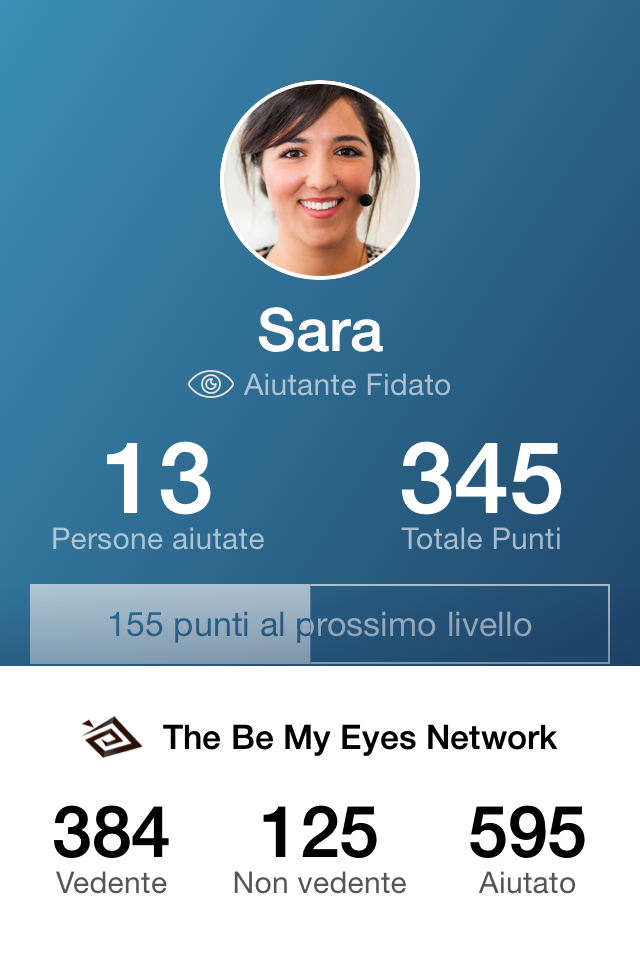 Sara
Aiutante Fidato
13 345
Persone aiutate Totale Punti
155 punti al prossimo livello
The Be My Eyes Network
384 125 595
Vedente Non vedente Aiutato